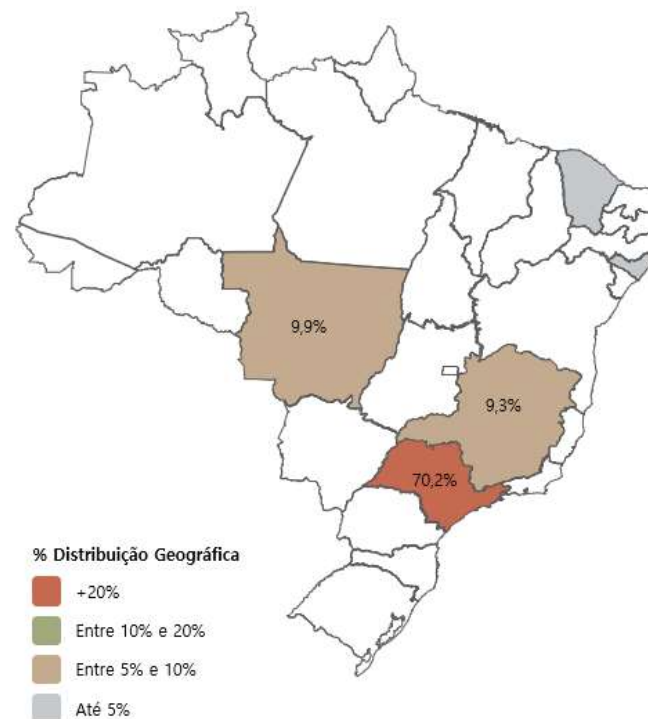 9,9%
9,3%
70,2%
% Distribuição Geográfica
+20%
Entre 10% e 20%
Entre 5% e 10%
Até 5%